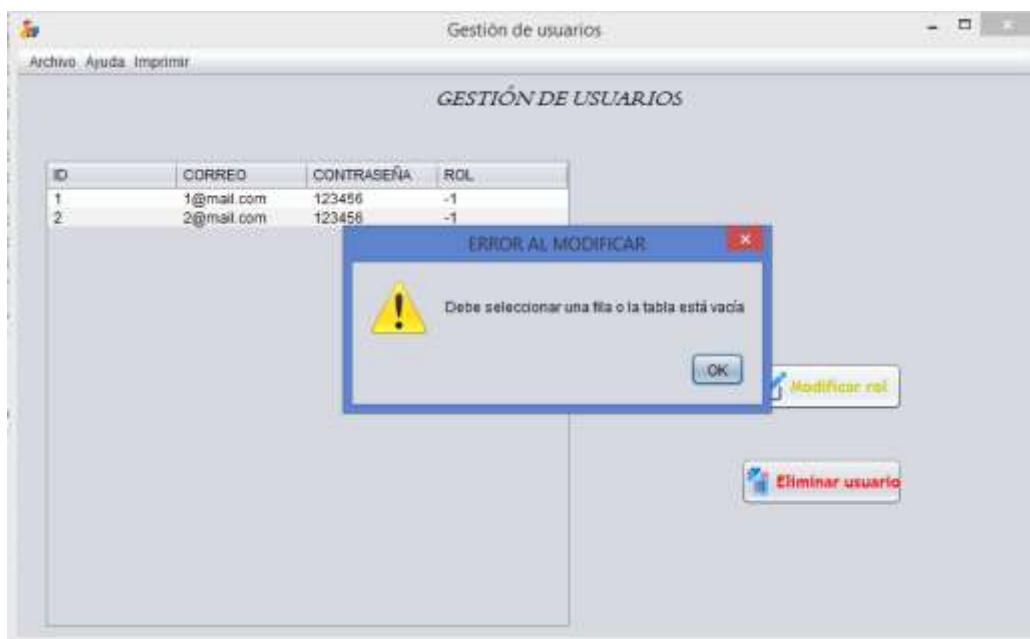 Gestión de usuarios
Archivo Ayuda Imprimir
GESTIÓN DE USUARIOS
ID CORREO CONTRASEÑA ROL
1 1@mail.com 123456 -1
2 2@mail.com 123456 -1
ERROR AL MODIFICAR
Debe seleccionar una fila o la tabla está vacía
OK
Modificar rol
Eliminar usuario